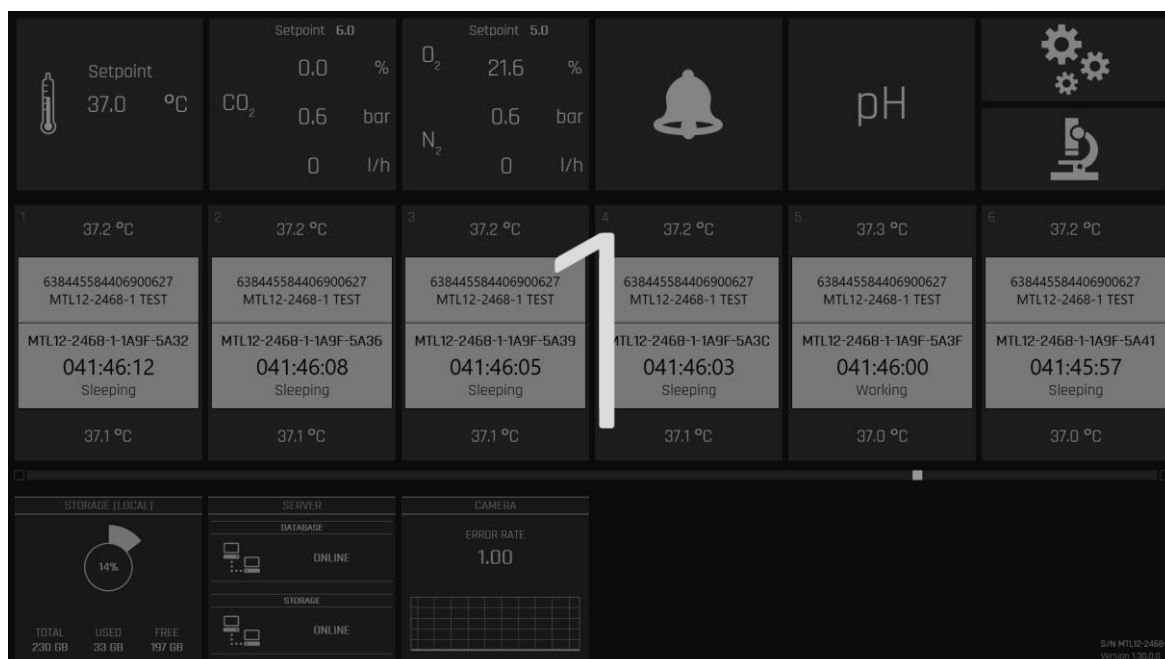 Setpoint
37.0 °C
Setpoint 6.0
CO2
0.0 %
0.6 bar
0 l/h
Setpoint 5.0
O2 21.6 %
0.6 bar
N2
0 l/h
pH
1 37.2 °C
638445584406900627
MTL12-2468-1 TEST
MTL12-2468-1-1A9F-5A32
041:46:12
Sleeping
37.1 °C
2 37.2 °C
638445584406900627
MTL12-2468-1 TEST
MTL12-2468-1-1A9F-5A36
041:46:08
Sleeping
37.1 °C
3 37.2 °C
638445584406900627
MTL12-2468-1 TEST
MTL12-2468-1-1A9F-5A39
041:46:05
Sleeping
37.1 °C
4 37.2 °C
638445584406900627
MTL12-2468-1 TEST
MTL12-2468-1-1A9F-5A3C
041:46:03
Sleeping
37.1 °C
5 37.3 °C
638445584406900627
MTL12-2468-1 TEST
MTL12-2468-1-1A9F-5A3F
041:46:00
Working
37.0 °C
6 37.2 °C
638445584406900627
MTL12-2468-1 TEST
MTL12-2468-1-1A9F-5A41
041:45:57
Sleeping
37.0 °C
1
STORAGE (LOCAL)
14%
TOTAL USED FREE
230 GB 33 GB 197 GB
SERVER
DATABASE
ONLINE
STORAGE
ONLINE
CAMERA
ERROR RATE
1.00
S/N MTL12-2468
Version 1.30.0.0